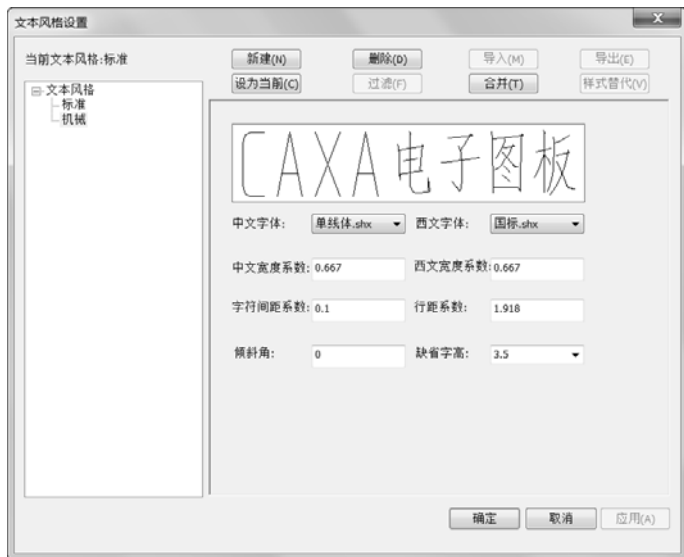 文本风格设置
当前文本风格:标准
新建(N) 删除(D) 导入(M) 导出(E)
设为当前(C) 过滤(F) 合并(T) 样式替代(V)
文本风格
标准
机械
CAXA电子图板
中文字体: 单线体.shx 西文字体: 国标.shx
中文宽度系数: 0.667 西文宽度系数: 0.667
字符间距系数: 0.1 行距系数: 1.918
倾斜角: 0 缺省字高: 3.5
确定 取消 应用(A)